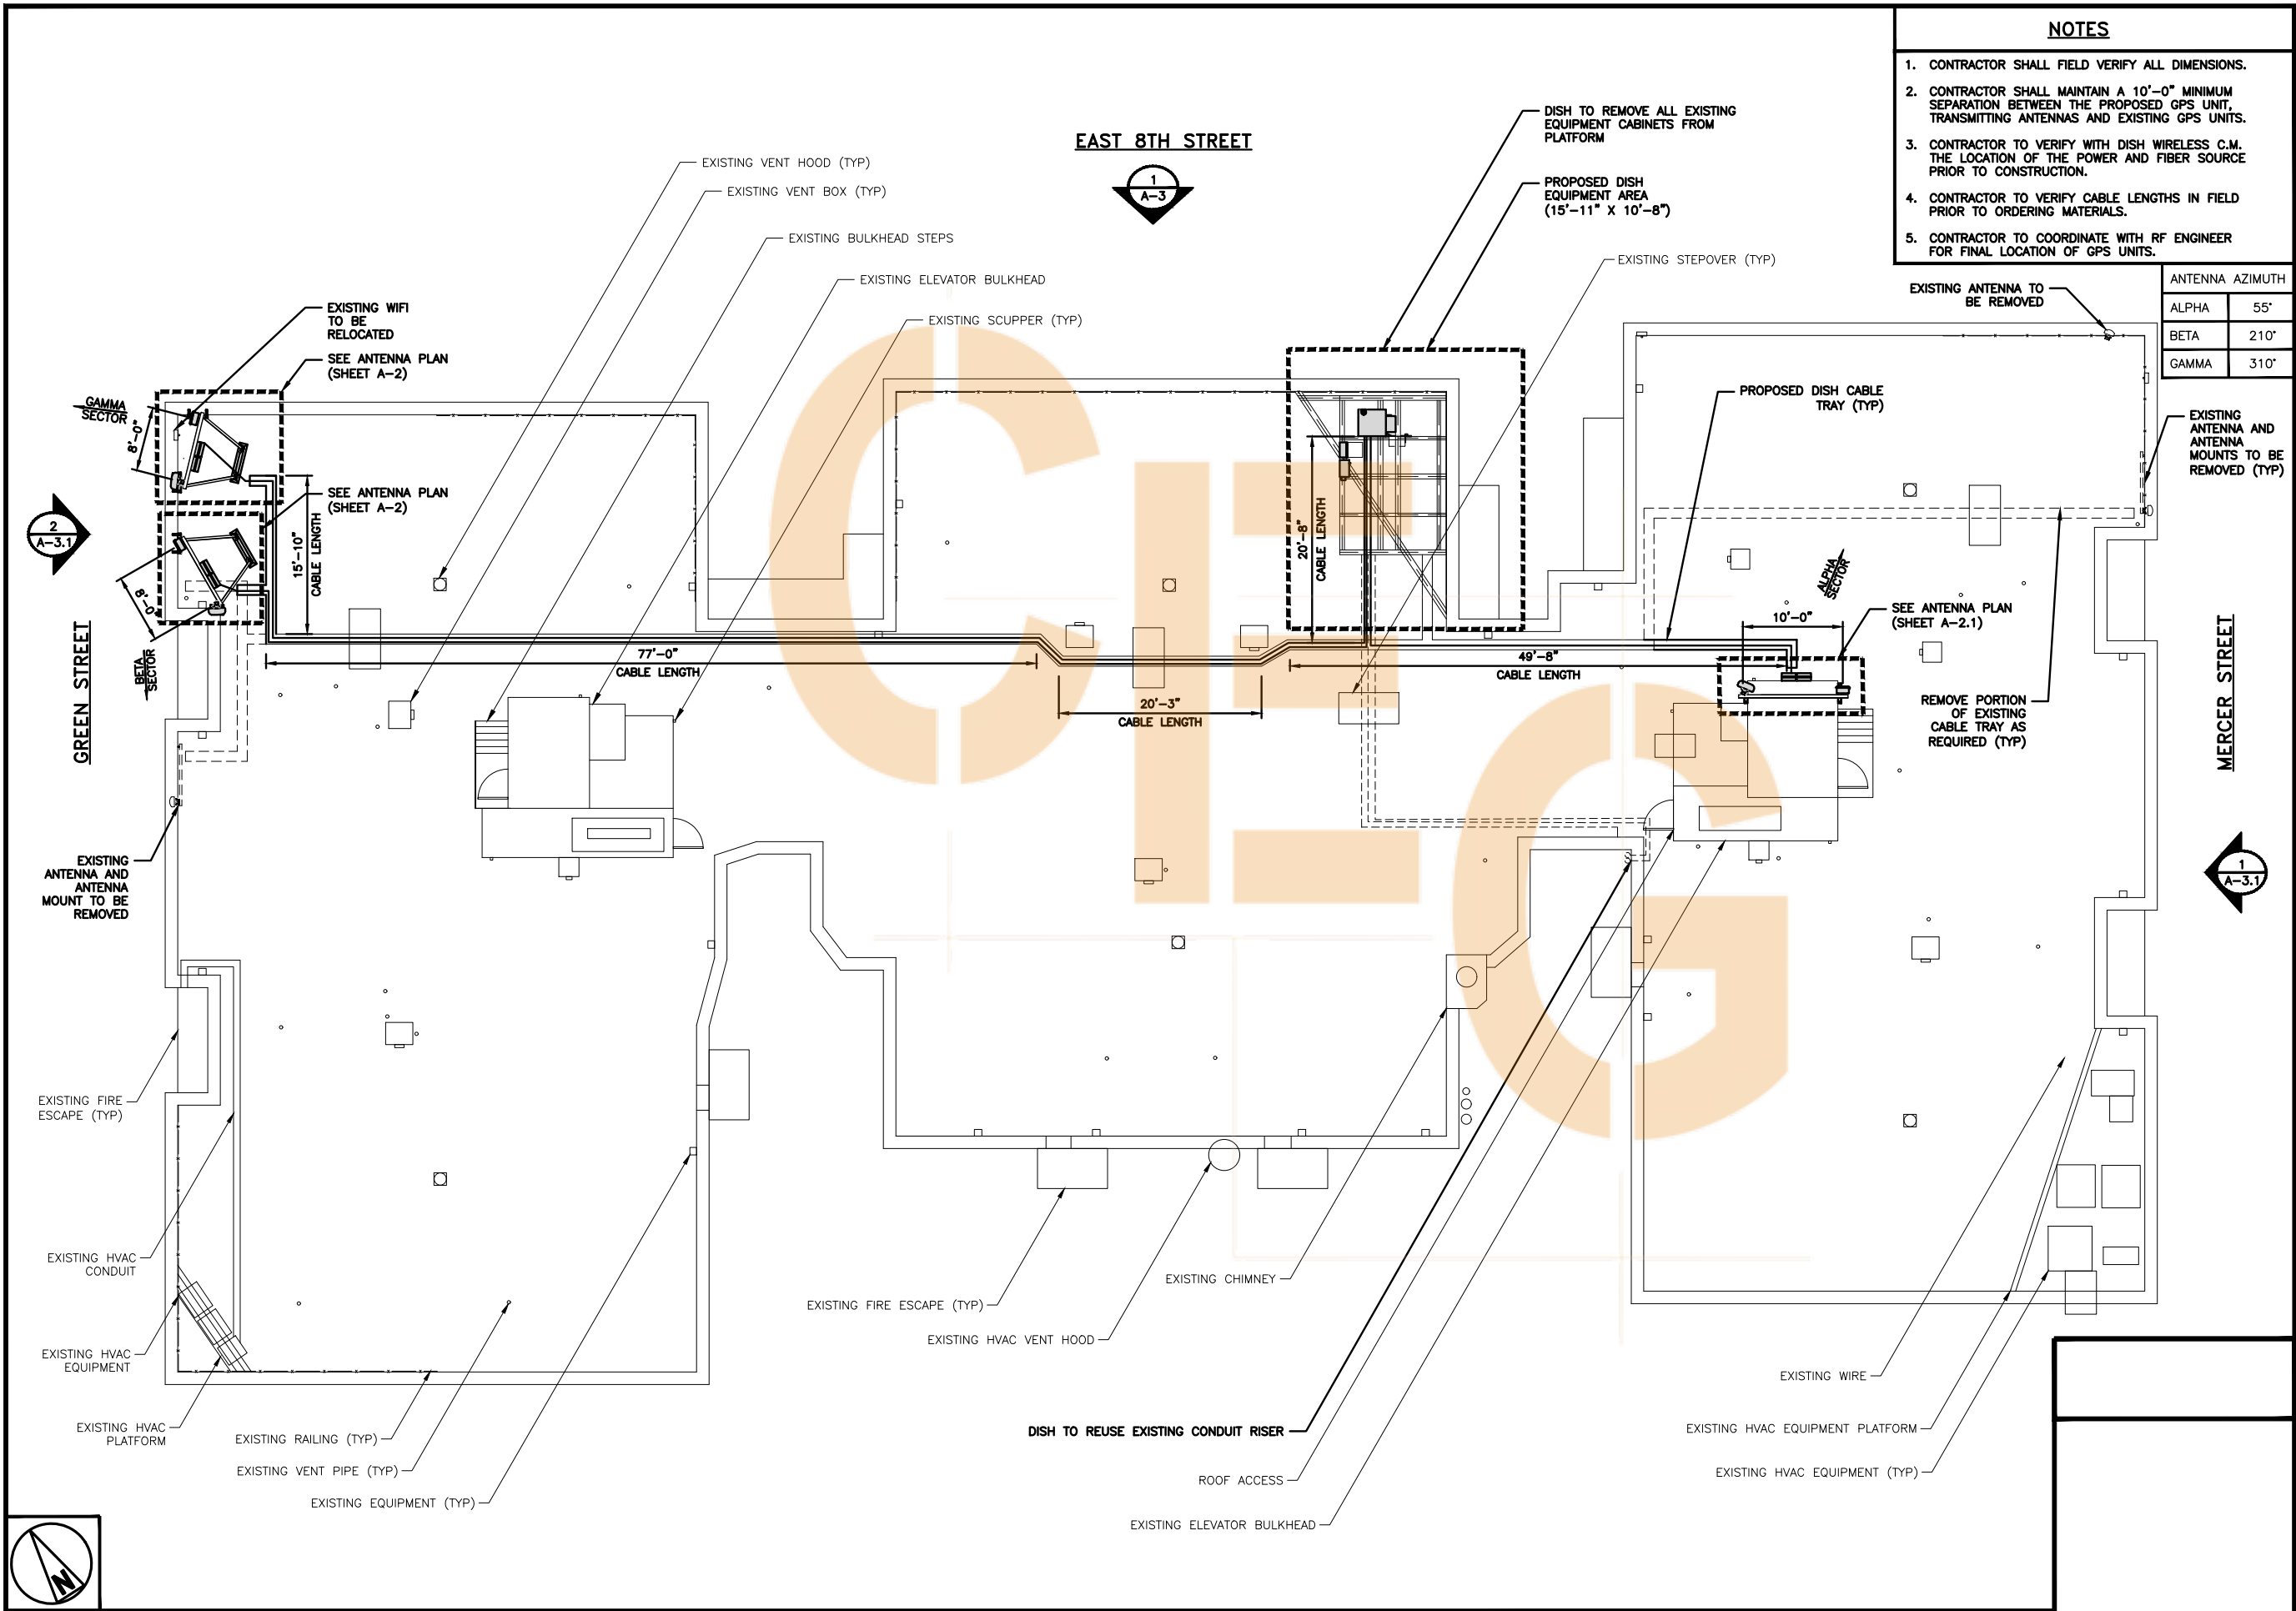 NOTES
1. CONTRACTOR SHALL FIELD VERIFY ALL DIMENSIONS.
2. CONTRACTOR SHALL MAINTAIN A 10'-0" MINIMUM
SEPARATION BETWEEN THE PROPOSED GPS UNIT,
TRANSMITTING ANTENNAS AND EXISTING GPS UNITS.
3. CONTRACTOR TO VERIFY WITH DISH WIRELESS C.M.
THE LOCATION OF THE POWER AND FIBER SOURCE
PRIOR TO CONSTRUCTION.
4. CONTRACTOR TO VERIFY CABLE LENGTHS IN FIELD
PRIOR TO ORDERING MATERIALS.
5. CONTRACTOR TO COORDINATE WITH RF ENGINEER
FOR FINAL LOCATION OF GPS UNITS.
ANTENNA AZIMUTH
ALPHA 55°
BETA 210°
GAMMA 310°
EAST 8TH STREET
1
A-3
DISH TO REMOVE ALL EXISTING
EQUIPMENT CABINETS FROM
PLATFORM
PROPOSED DISH
EQUIPMENT AREA
(15'-11" X 10'-8")
EXISTING STEPOVER (TYP)
EXISTING VENT HOOD (TYP)
EXISTING VENT BOX (TYP)
EXISTING BULKHEAD STEPS
EXISTING ELEVATOR BULKHEAD
EXISTING SCUPPER (TYP)
EXISTING WIFI
TO BE
RELOCATED
SEE ANTENNA PLAN
(SHEET A-2)
GAMMA
SECTOR
8'-0"
SEE ANTENNA PLAN
(SHEET A-2)
2
A-3.1
15'-10"
CABLE LENGTH
8'-0"
BETA
SECTOR
GREEN STREET
77'-0"
CABLE LENGTH
20'-3"
CABLE LENGTH
20'-8"
CABLE LENGTH
49'-8"
CABLE LENGTH
EXISTING ANTENNA TO
BE REMOVED
PROPOSED DISH CABLE
TRAY (TYP)
EXISTING
ANTENNA AND
ANTENNA
MOUNTS TO BE
REMOVED (TYP)
ALPHA
SECTOR
10'-0"
SEE ANTENNA PLAN
(SHEET A-2.1)
REMOVE PORTION
OF EXISTING
CABLE TRAY AS
REQUIRED (TYP)
MERCER STREET
1
A-3.1
EXISTING
ANTENNA AND
ANTENNA
MOUNT TO BE
REMOVED
CIEG
EXISTING FIRE
ESCAPE (TYP)
EXISTING HVAC
CONDUIT
EXISTING HVAC
EQUIPMENT
EXISTING HVAC
PLATFORM
EXISTING RAILING (TYP)
EXISTING VENT PIPE (TYP)
EXISTING EQUIPMENT (TYP)
EXISTING FIRE ESCAPE (TYP)
EXISTING HVAC VENT HOOD
EXISTING CHIMNEY
DISH TO REUSE EXISTING CONDUIT RISER
ROOF ACCESS
EXISTING ELEVATOR BULKHEAD
EXISTING WIRE
EXISTING HVAC EQUIPMENT PLATFORM
EXISTING HVAC EQUIPMENT (TYP)
N